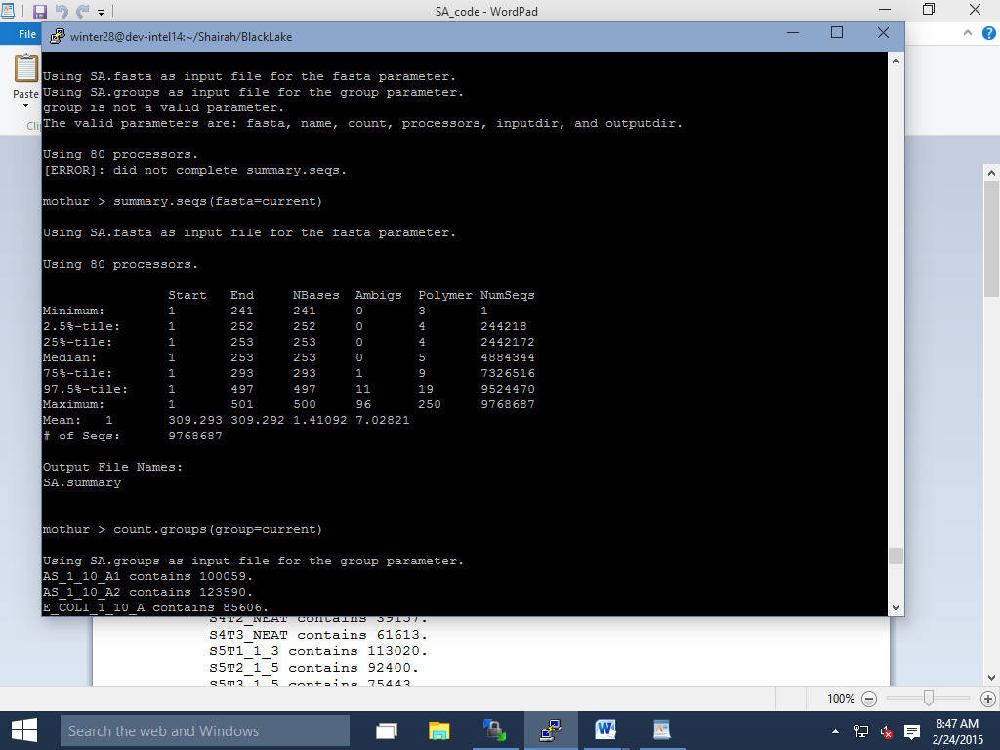 SA_code - WordPad
File
winter28@dev-intel14:~/Shairah/BlackLake
Paste
Using SA.fasta as input file for the fasta parameter.
Using SA.groups as input file for the group parameter.
group is not a valid parameter.
The valid parameters are: fasta, name, count, processors, inputdir, and outputdir.
Using 80 processors.
[ERROR]: did not complete summary.seqs.
mothur > summary.seqs(fasta=current)
Using SA.fasta as input file for the fasta parameter.
Using 80 processors.
Start End NBases Ambigs Polymer NumSeqs
Minimum: 1 241 241 0 3 1
2.5%-tile: 1 252 252 0 4 244218
25%-tile: 1 253 253 0 4 2442172
Median: 1 253 253 0 5 4884344
75%-tile: 1 293 293 1 9 7326516
97.5%-tile: 1 497 497 11 19 9524470
Maximum: 1 501 500 96 250 9768687
Mean: 1 309.293 309.292 1.41092 7.02821
# of Seqs: 9768687
Output File Names:
SA.summary
mothur > count.groups(group=current)
Using SA.groups as input file for the group parameter.
AS_1_10_A1 contains 100059.
AS_1_10_A2 contains 123590.
E_COLI_1_10_A contains 85606.
S4T2_NEAT contains 39157.
S4T3_NEAT contains 61613.
S5T1_1_3 contains 113020.
S5T2_1_5 contains 92400.
S5T3_1_5 contains 75443
100%
Search the web and Windows
8:47 AM
2/24/2015